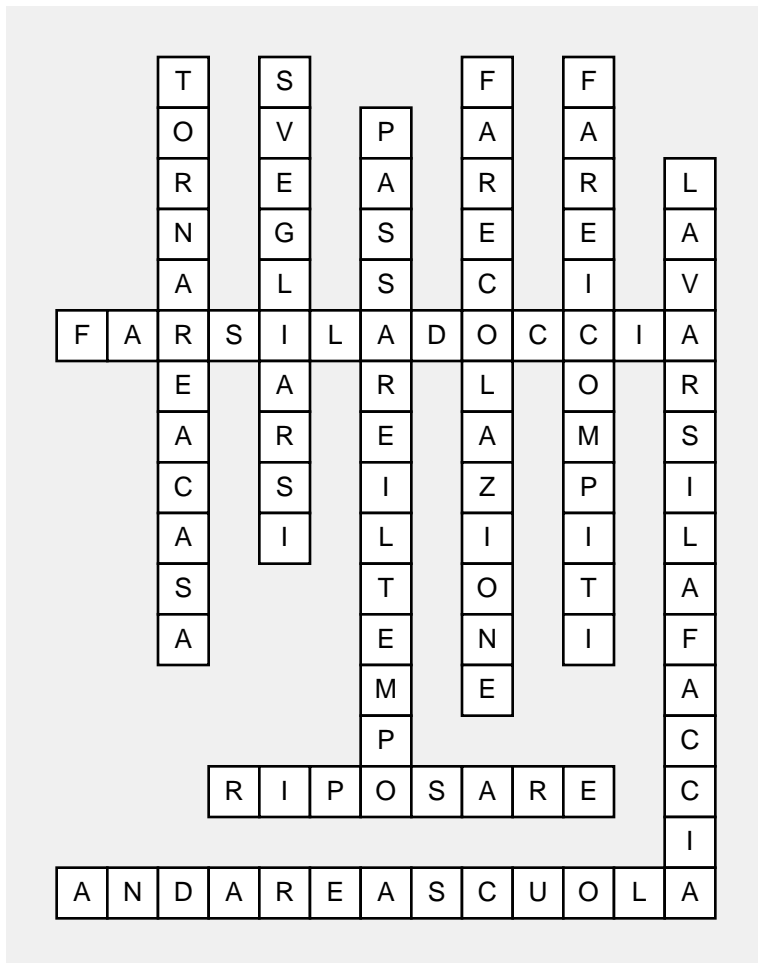 TORNAREACASA
SVEGLIARSI
PASSAREILTEMPO
FARECOLAZIONE
FAREICOMPITI
LAVARSILAFACCIA
FARSILADOCCIA
RIPOSARE
ANDAREASCUOLA